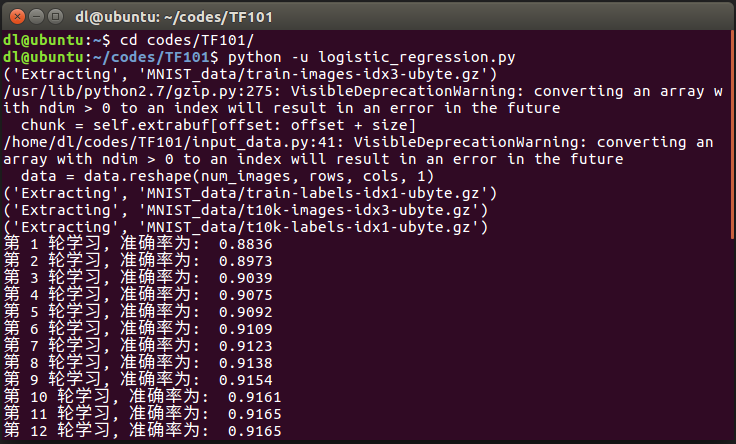 dl@ubuntu: ~/codes/TF101
dl@ubuntu:~$ cd codes/TF101/
dl@ubuntu:~/codes/TF101$ python -u logistic_regression.py
('Extracting', 'MNIST_data/train-images-idx3-ubyte.gz')
/usr/lib/python2.7/gzip.py:275: VisibleDeprecationWarning: converting an array w
ith ndim > 0 to an index will result in an error in the future
  chunk = self.extrabuf[offset: offset + size]
/home/dl/codes/TF101/input_data.py:41: VisibleDeprecationWarning: converting an
array with ndim > 0 to an index will result in an error in the future
  data = data.reshape(num_images, rows, cols, 1)
('Extracting', 'MNIST_data/train-labels-idx1-ubyte.gz')
('Extracting', 'MNIST_data/t10k-images-idx3-ubyte.gz')
('Extracting', 'MNIST_data/t10k-labels-idx1-ubyte.gz')
第 1 轮学习, 准确率为:  0.8836
第 2 轮学习, 准确率为:  0.8973
第 3 轮学习, 准确率为:  0.9039
第 4 轮学习, 准确率为:  0.9075
第 5 轮学习, 准确率为:  0.9092
第 6 轮学习, 准确率为:  0.9109
第 7 轮学习, 准确率为:  0.9123
第 8 轮学习, 准确率为:  0.9138
第 9 轮学习, 准确率为:  0.9154
第 10 轮学习, 准确率为:  0.9161
第 11 轮学习, 准确率为:  0.9165
第 12 轮学习, 准确率为:  0.9165